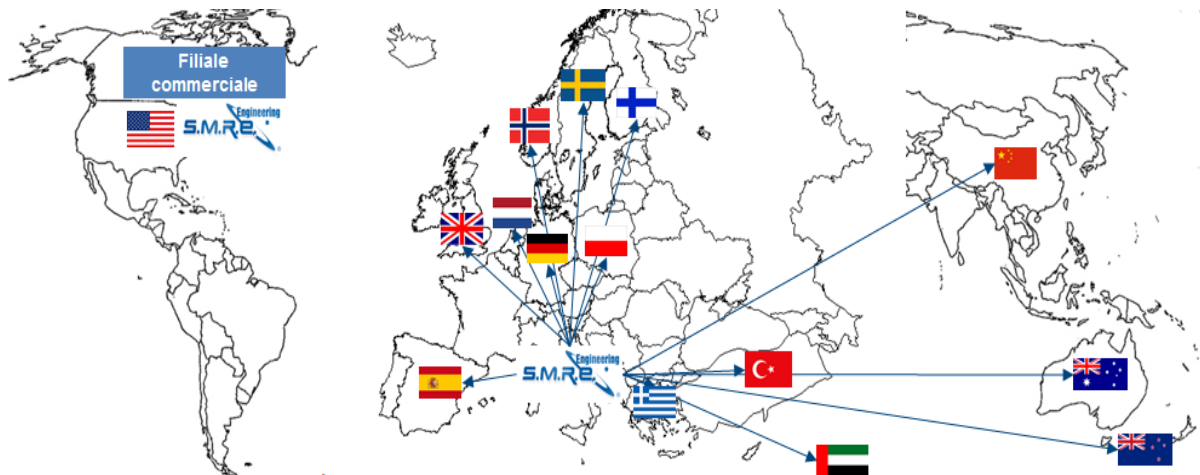 Filiale
commerciale
Engineering
S.M.R.e.
Engineering
S.M.R.e.